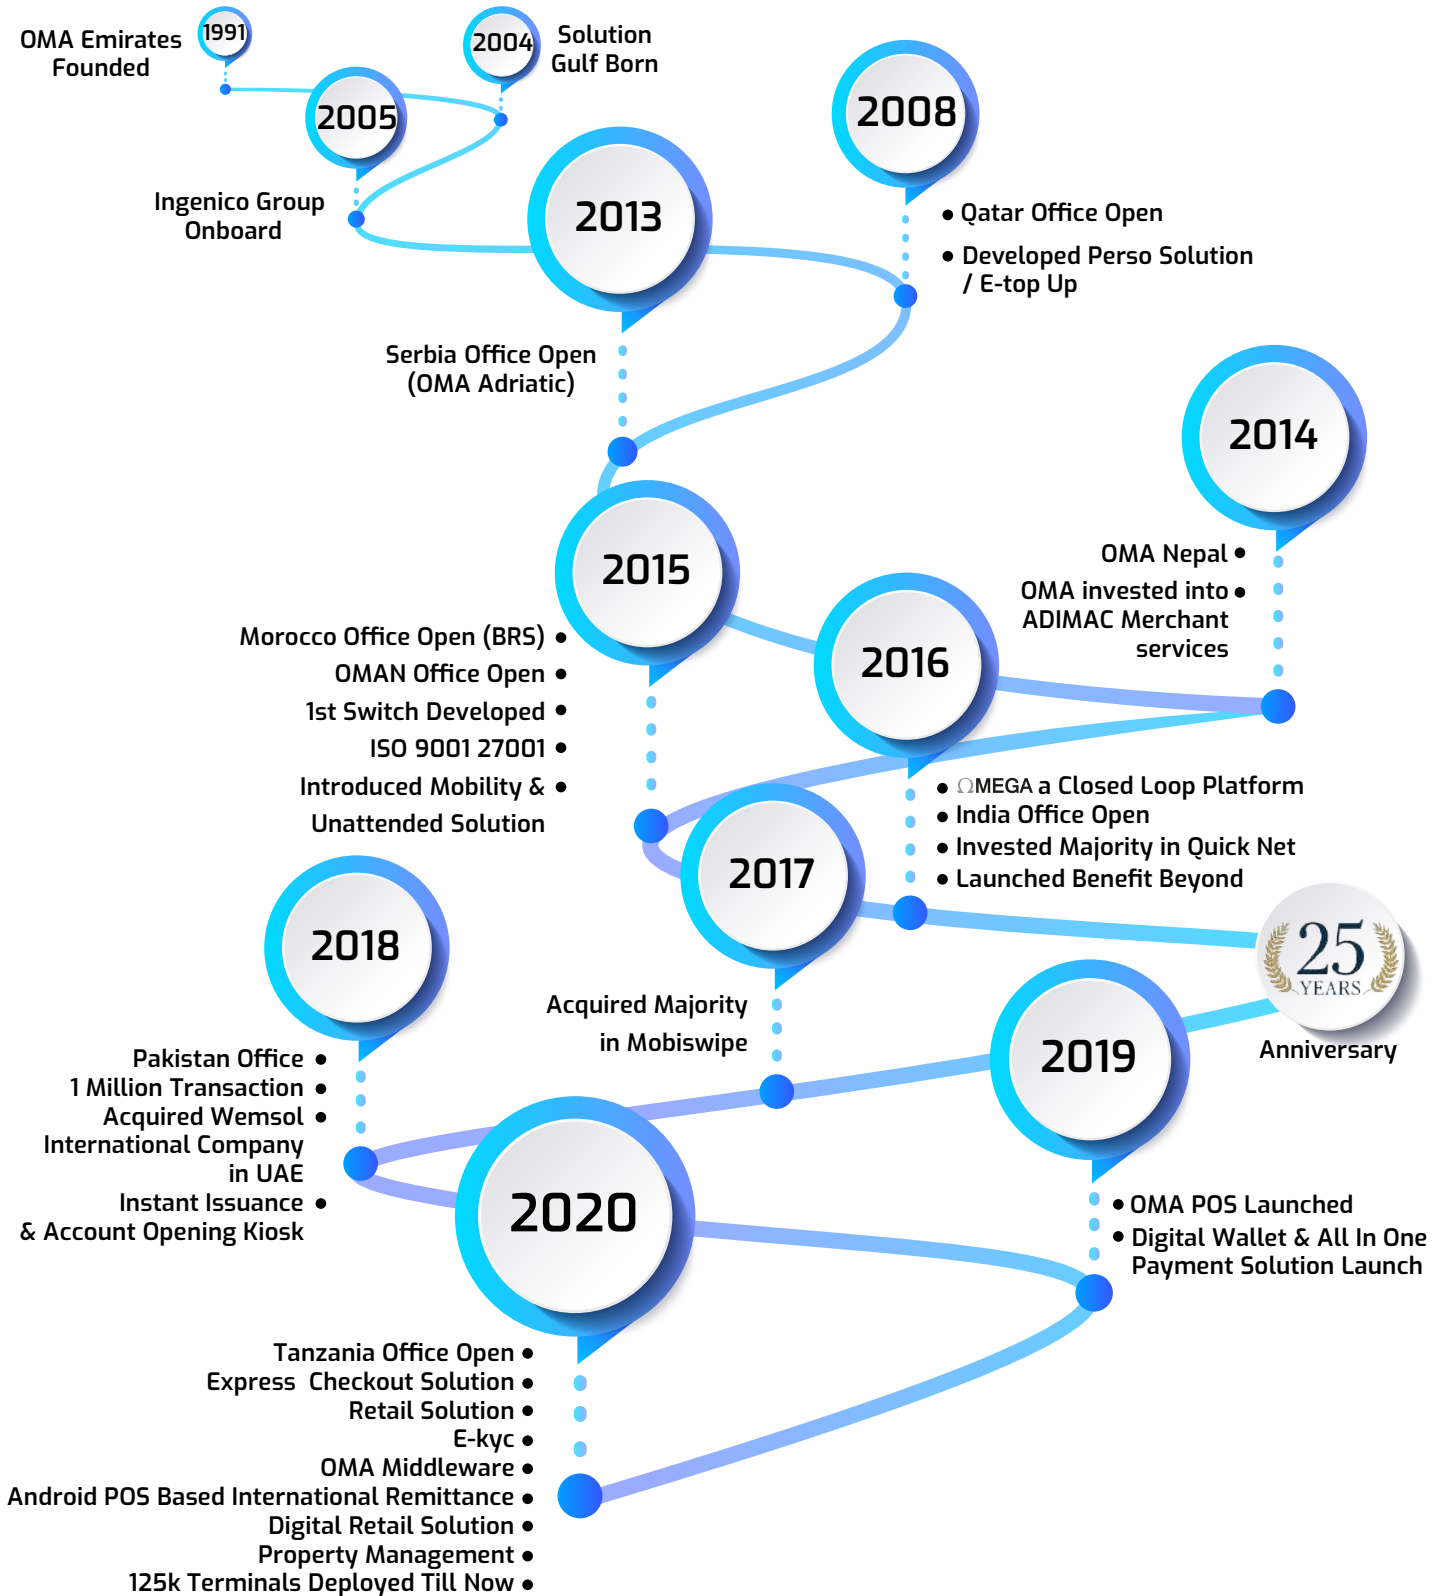 1991
OMA Emirates
Founded
2004
Solution
Gulf Born
2005
Ingenico Group
Onboard
2008
• Qatar Office Open
• Developed Perso Solution
/ E-top Up
2013
Serbia Office Open
(OMA Adriatic)
2014
OMA Nepal •
OMA invested into •
ADIMAC Merchant
services
2015
Morocco Office Open (BRS) •
OMAN Office Open •
1st Switch Developed •
ISO 9001 27001 •
Introduced Mobility & •
Unattended Solution
2016
• ΩMEGA a Closed Loop Platform
• India Office Open
• Invested Majority in Quick Net
• Launched Benefit Beyond
25
YEARS
Anniversary
2017
Acquired Majority
in Mobiswipe
2018
Pakistan Office •
1 Million Transaction •
Acquired Wemsol •
International Company
in UAE
Instant Issuance •
& Account Opening Kiosk
2019
• OMA POS Launched
• Digital Wallet & All In One
Payment Solution Launch
2020
Tanzania Office Open •
Express Checkout Solution •
Retail Solution •
E-kyc •
OMA Middleware •
Android POS Based International Remittance •
Digital Retail Solution •
Property Management •
125k Terminals Deployed Till Now •